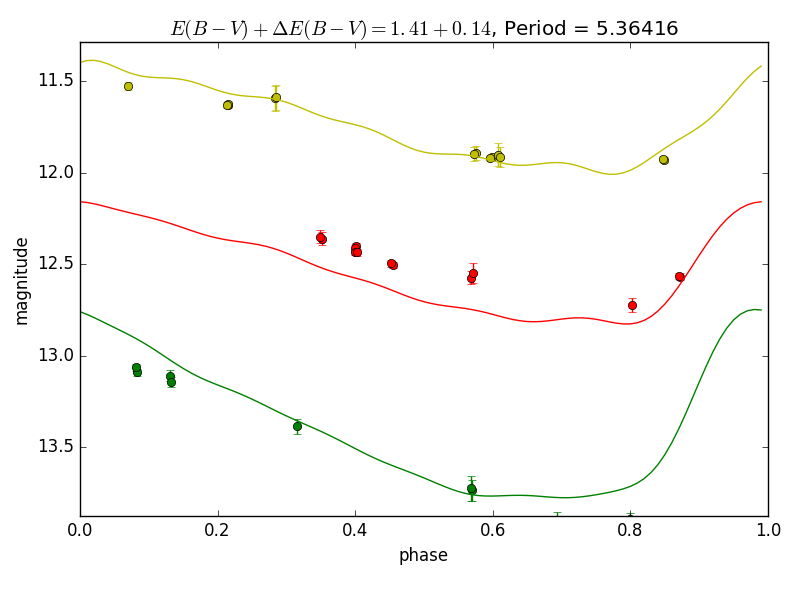 E(B − V) + ΔE(B − V) = 1.41 + 0.14, Period = 5.36416
11.5
12.0
12.5
13.0
13.5
magnitude
0.0 0.2 0.4 0.6 0.8 1.0
phase